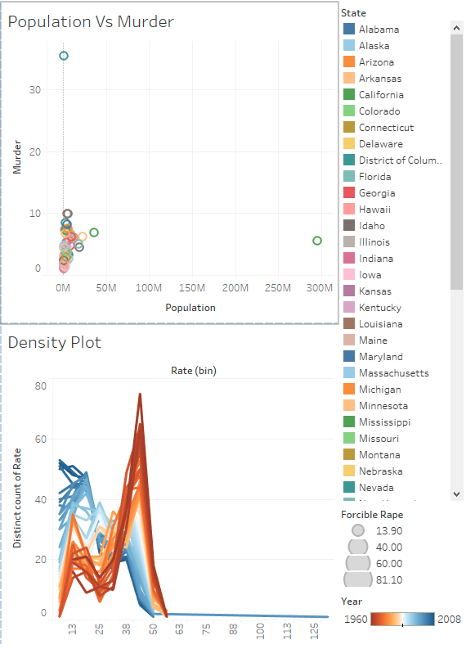 Population Vs Murder
Murder
30
20
10
0
0M 50M 100M 150M 200M 250M 300M
Population
Density Plot
Rate (bin)
Distinct count of Rate
80
60
40
20
0
13 25 38 50 63 75 88 100 113 125
State
Alabama
Alaska
Arizona
Arkansas
California
Colorado
Connecticut
Delaware
District of Colum..
Florida
Georgia
Hawaii
Idaho
Illinois
Indiana
Iowa
Kansas
Kentucky
Louisiana
Maine
Maryland
Massachusetts
Michigan
Minnesota
Mississippi
Missouri
Montana
Nebraska
Nevada
Forcible Rape
13.90
40.00
60.00
81.10
Year
1960 2008